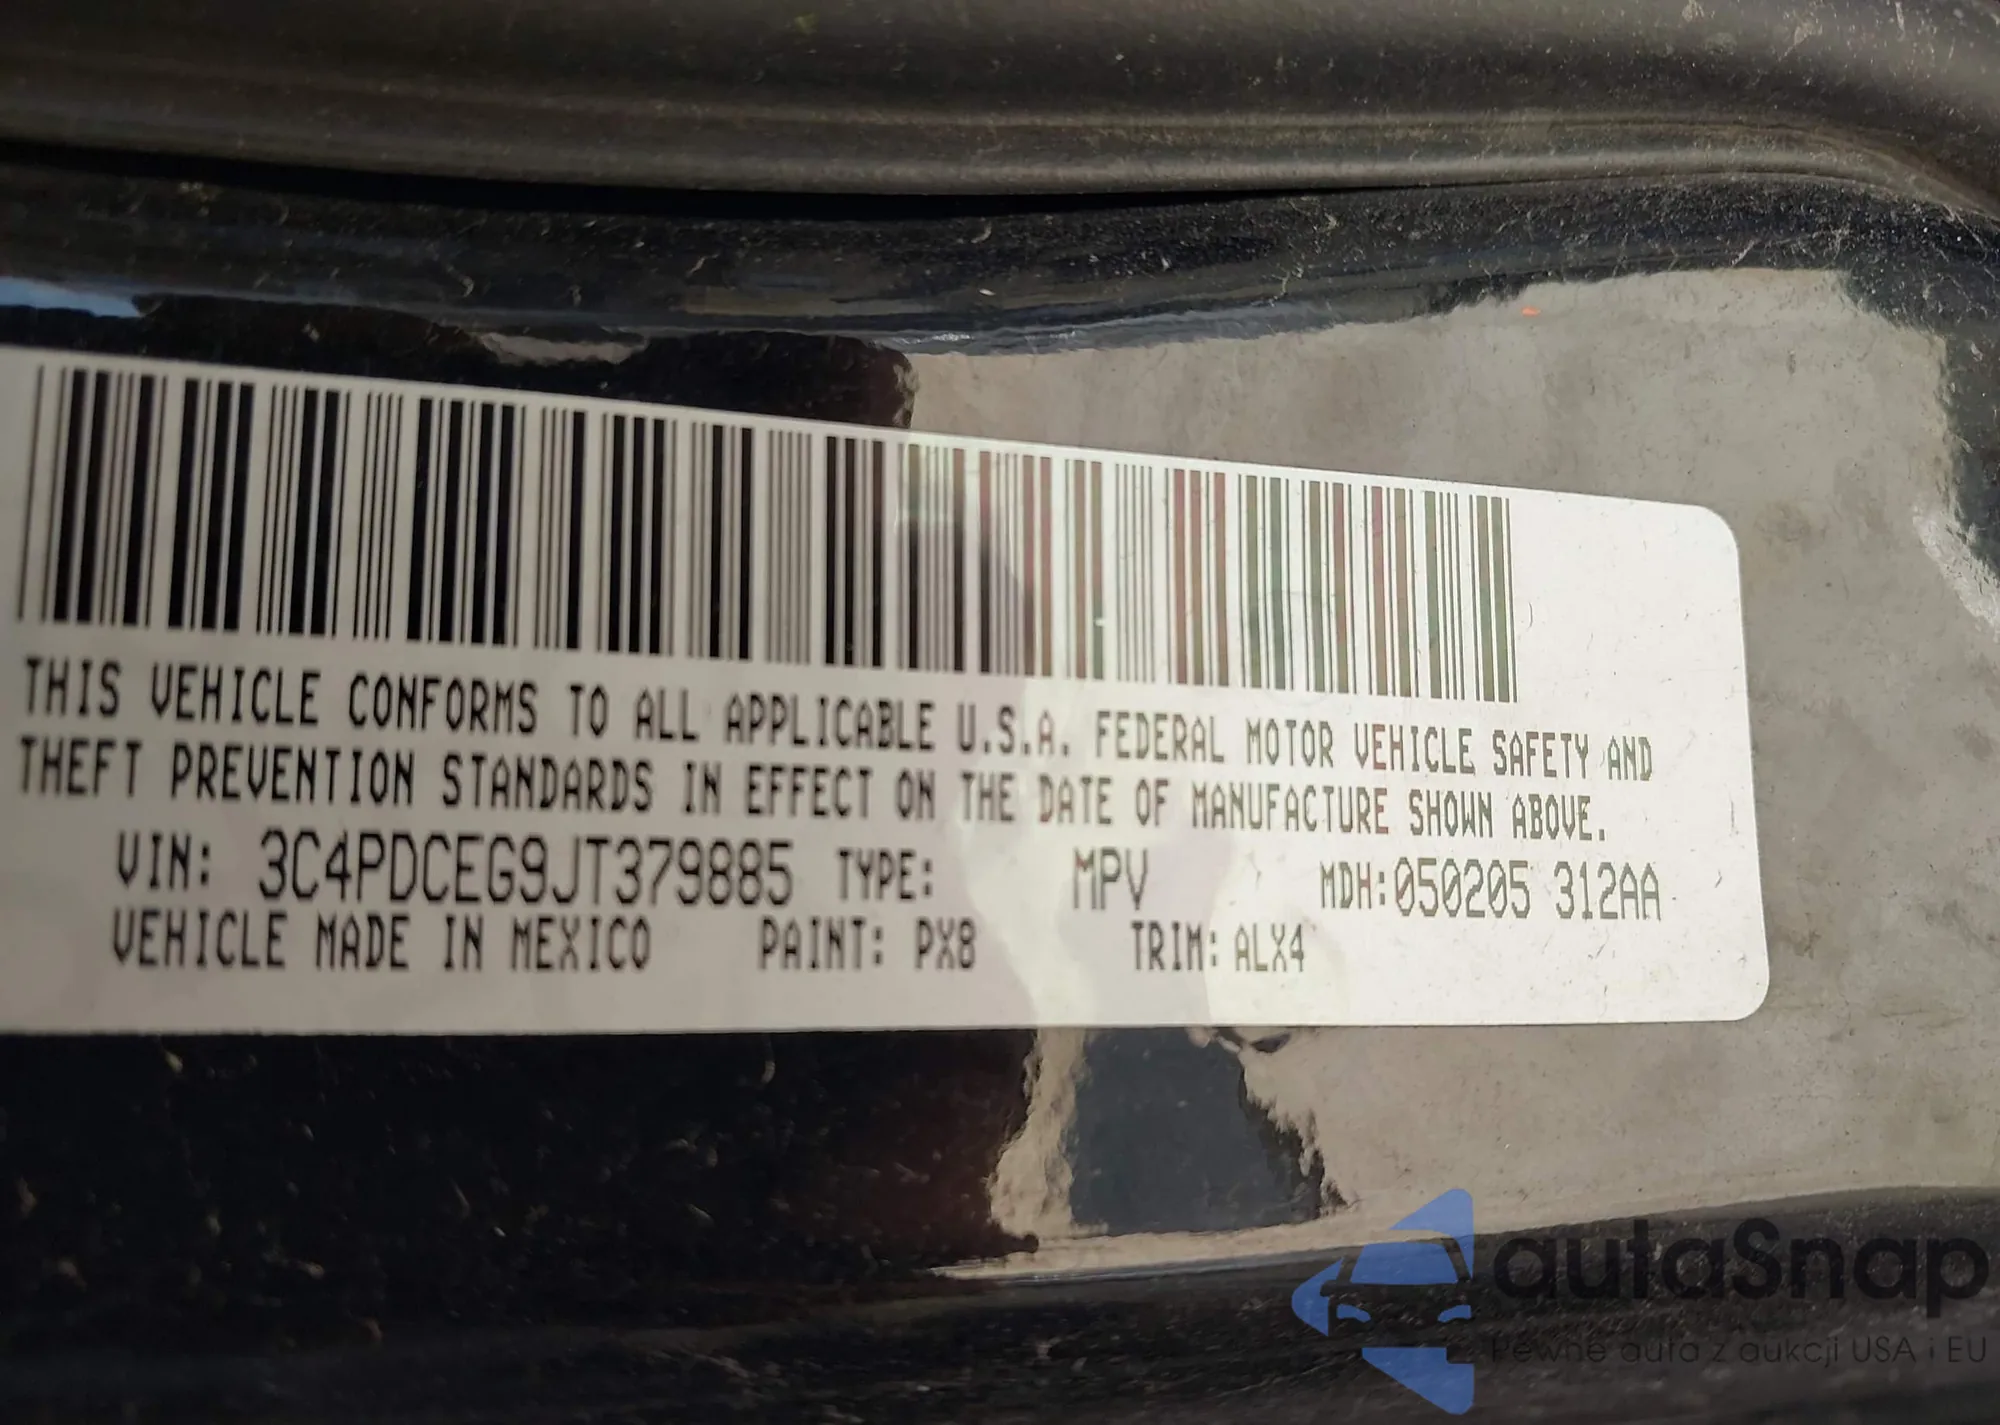 THIS VEHICLE CONFORMS TO ALL APPLICABLE U.S.A. FEDERAL MOTOR VEHICLE SAFETY AND
THEFT PREVENTION STANDARDS IN EFFECT ON THE DATE OF MANUFACTURE SHOWN ABOVE.
VIN: 3C4PDCEG9JT379885 TYPE: MPV MDH:050205 312AA
VEHICLE MADE IN MEXICO PAINT: PX8 TRIM: ALX4
autaSnap
Pewne auta z aukcji USA i EU